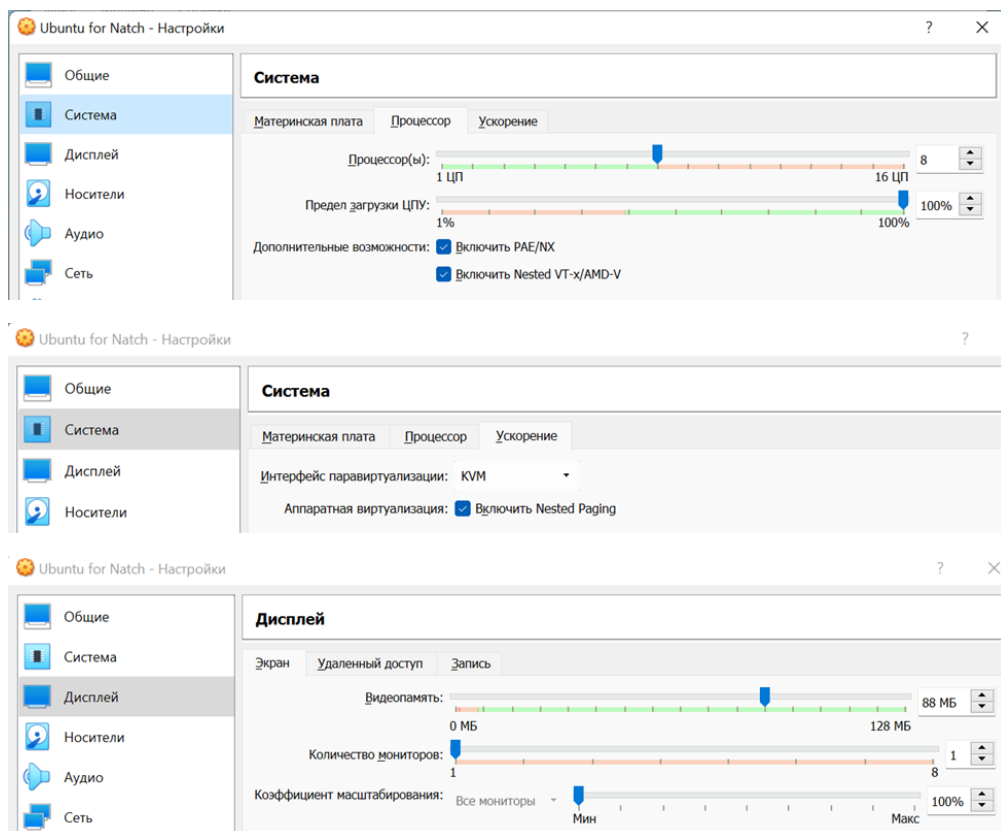 Ubuntu for Natch - Настройки ?
Общие
Система
Дисплей
Носители
Аудио
Сеть
Система
Материнская плата Процессор Ускорение
Процессор(ы): 8
1 ЦП 16 ЦП
Предел загрузки ЦПУ: 100%
1% 100%
Дополнительные возможности: Включить PAE/NX
Включить Nested VT-x/AMD-V
Ubuntu for Natch - Настройки ?
Общие
Система
Дисплей
Носители
Система
Материнская плата Процессор Ускорение
Интерфейс паравиртуализации: KVM
Аппаратная виртуализация: Включить Nested Paging
Ubuntu for Natch - Настройки ?
Общие
Система
Дисплей
Носители
Аудио
Сеть
Дисплей
Экран Удаленный доступ Запись
Видеопамять: 88 МБ
0 МБ 128 МБ
Количество мониторов: 1
1 8
Коэффициент масштабирования: Все мониторы 100%
Мин Макс